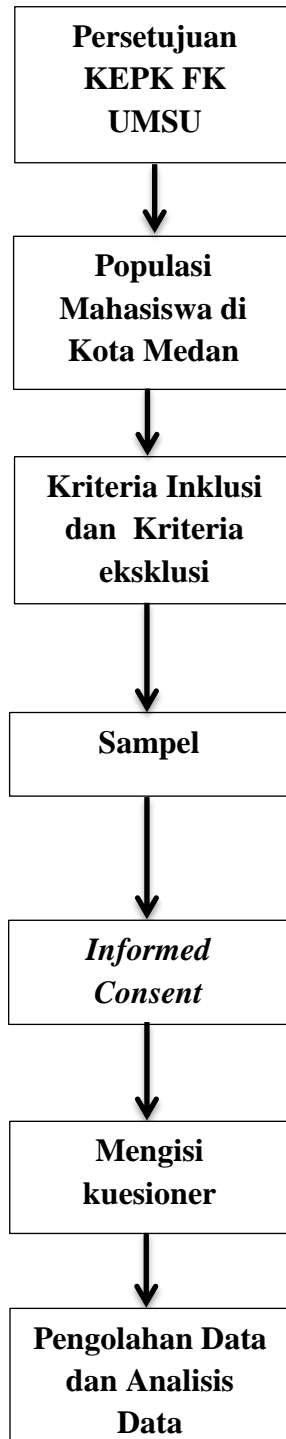 Persetujuan
KEPK FK
UMSU
Populasi
Mahasiswa di
Kota Medan
Kriteria Inklusi
dan Kriteria
eksklusi
Sampel
Informed
Consent
Mengisi
kuesioner
Pengolahan Data
dan Analisis
Data